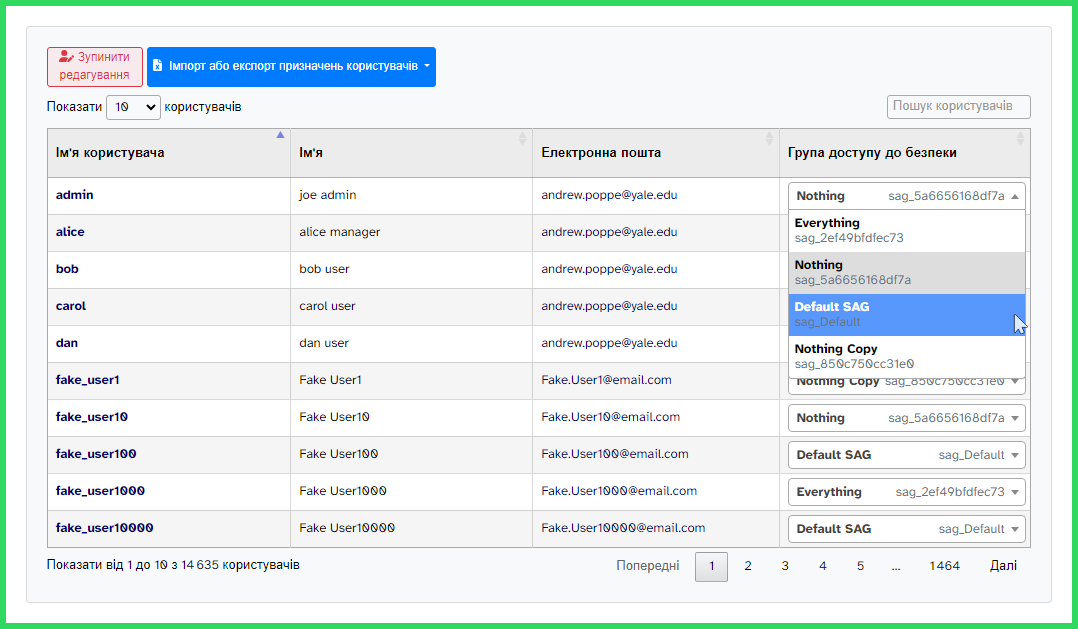 Зупинити
редагування
Імпорт або експорт призначень користувачів
Показати 10 користувачів
Пошук користувачів
Ім'я користувача Ім'я Електронна пошта Група доступу до безпеки
admin joe admin andrew.poppe@yale.edu Nothing sag_5a6656168df7a
Everything
sag_2ef49bfdfec73
Nothing
sag_5a6656168df7a
Default SAG
sag_Default
Nothing Copy
sag_850c750cc31e0
alice alice manager andrew.poppe@yale.edu
bob bob user andrew.poppe@yale.edu
carol carol user andrew.poppe@yale.edu
dan dan user andrew.poppe@yale.edu
fake_user1 Fake User1 Fake.User1@email.com Nothing Copy sag_850c750cc31e0
fake_user10 Fake User10 Fake.User10@email.com Nothing sag_5a6656168df7a
fake_user100 Fake User100 Fake.User100@email.com Default SAG sag_Default
fake_user1000 Fake User1000 Fake.User1000@email.com Everything sag_2ef49bfdfec73
fake_user10000 Fake User10000 Fake.User10000@email.com Default SAG sag_Default
Показати від 1 до 10 з 14 635 користувачів
Попередні 1 2 3 4 5 ... 1464 Далі